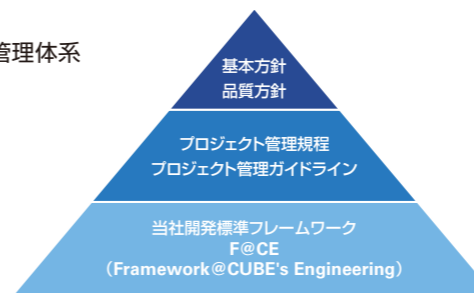 管理体系
基本方針
品質方針
プロジェクト管理規程
プロジェクト管理ガイドライン
当社開発標準フレームワーク
F@CE
（Framework@CUBE's Engineering）